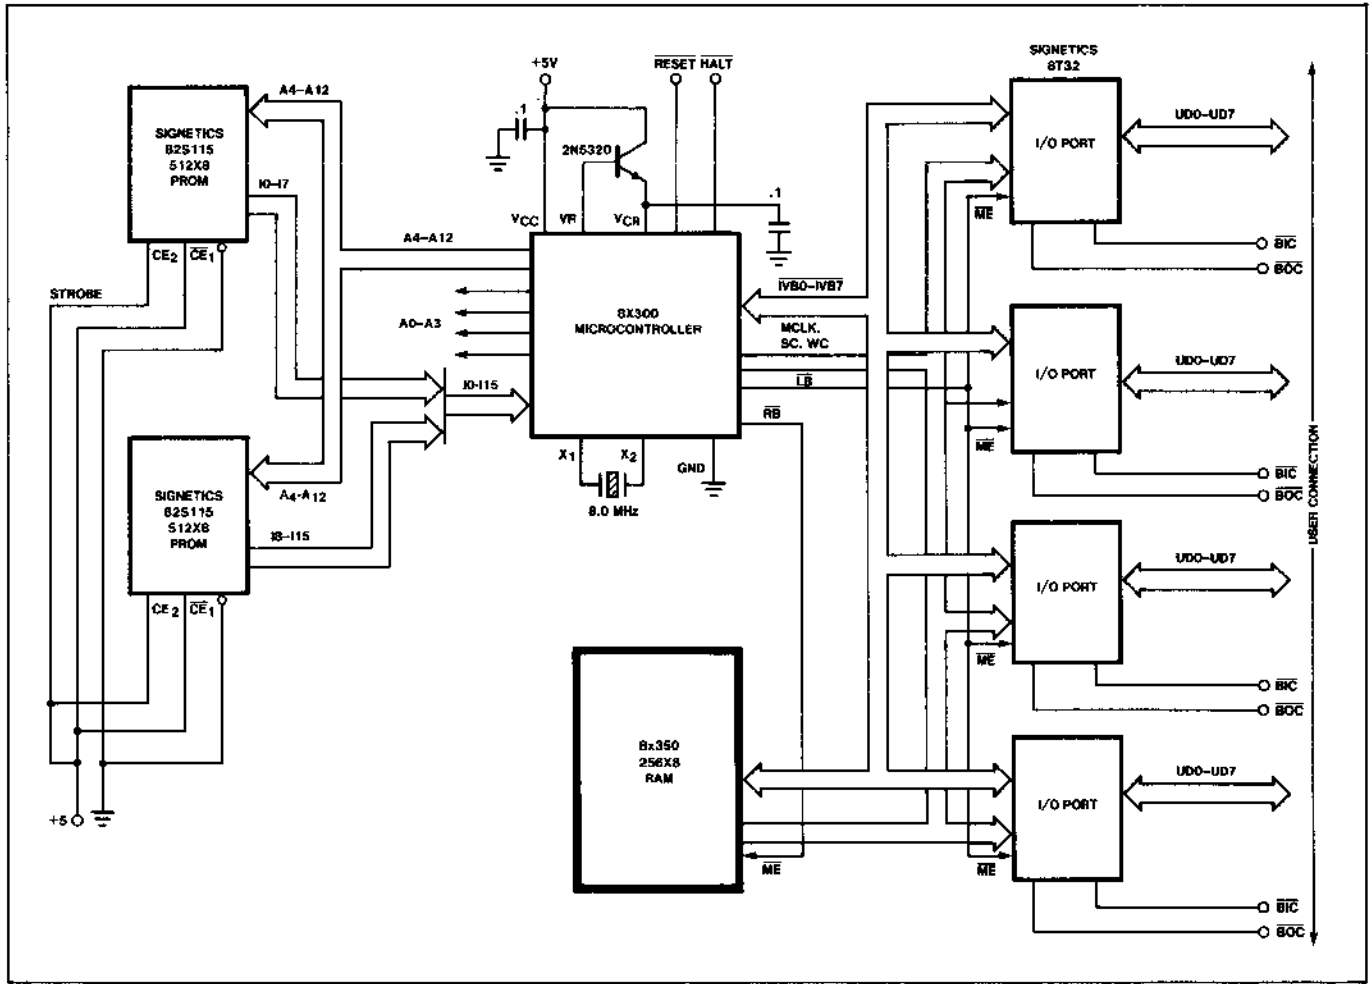 SIGNETICS
82S115
512X8
PROM
A4–A12
I0–I7
CE2
CE1
STROBE
+5V
.1
2N5320
RESET
HALT
.1
VCC
VR
VCR
A4–A12
A0–A3
I0-I15
8X300
MICROCONTROLLER
IVB0–IVB7
MCLK.
SC. WC
LB
RB
X1
X2
GND
8.0 MHz
SIGNETICS
82S115
512X8
PROM
A4-A12
I8–I15
CE2
CE1
+5
8x350
256X8
RAM
ME
SIGNETICS
8T32
I/O PORT
UD0–UD7
ME
BIC
BOC
I/O PORT
UD0–UD7
ME
BIC
BOC
I/O PORT
UD0–UD7
ME
BIC
BOC
I/O PORT
UD0–UD7
ME
BIC
BOC
USER CONNECTION